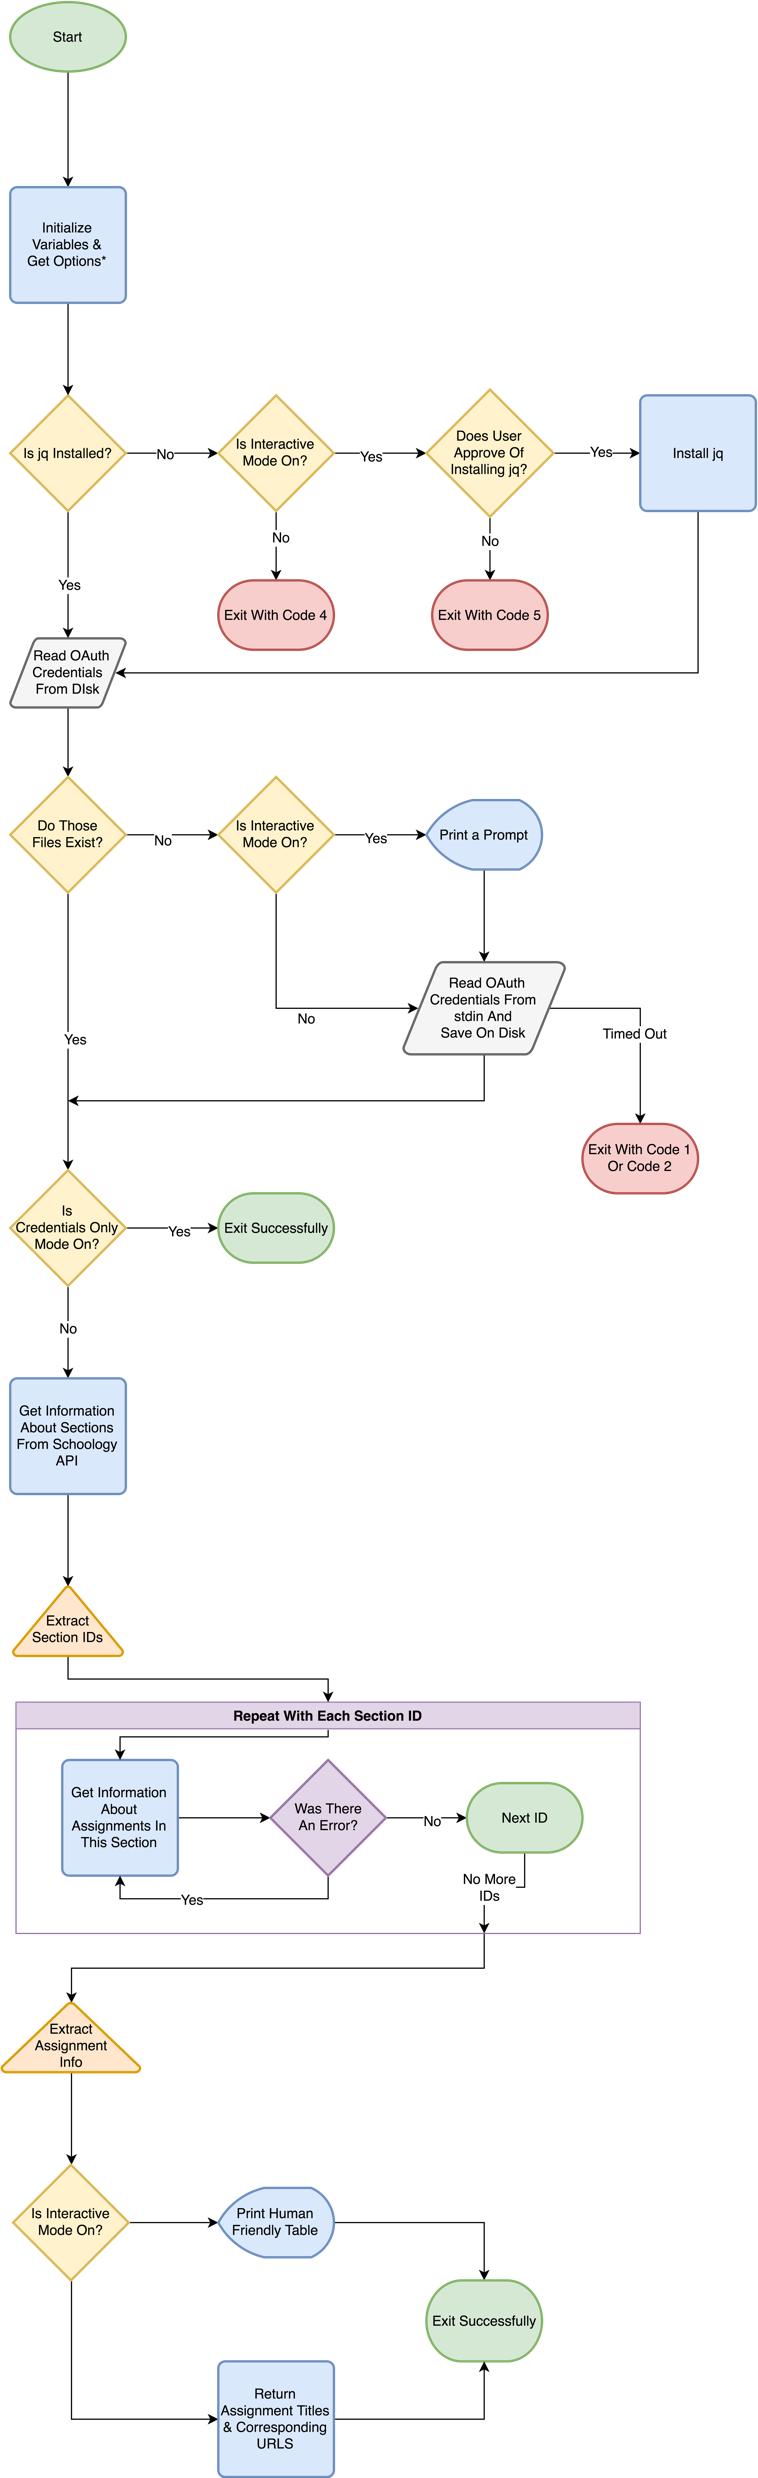 Start
Initialize
Variables &
Get Options*
Is jq Installed?
No
Is Interactive
Mode On?
Yes
Does User
Approve Of
Installing jq?
Yes
Install jq
No
No
Yes
Exit With Code 4
Exit With Code 5
Read OAuth
Credentials
From DIsk
Do Those
Files Exist?
No
Is Interactive
Mode On?
Yes
Print a Prompt
Read OAuth
Credentials From
stdin And
Save On Disk
No
Timed Out
Yes
Exit With Code 1
Or Code 2
Is
Credentials Only
Mode On?
Yes
Exit Successfully
No
Get Information
About Sections
From Schoology
API
Extract
Section IDs
Repeat With Each Section ID
Get Information
About
Assignments In
This Section
Was There
An Error?
No
Next ID
Yes
No More
IDs
Extract
Assignment
Info
Is Interactive
Mode On?
Print Human
Friendly Table
Exit Successfully
Return
Assignment Titles
& Corresponding
URLS